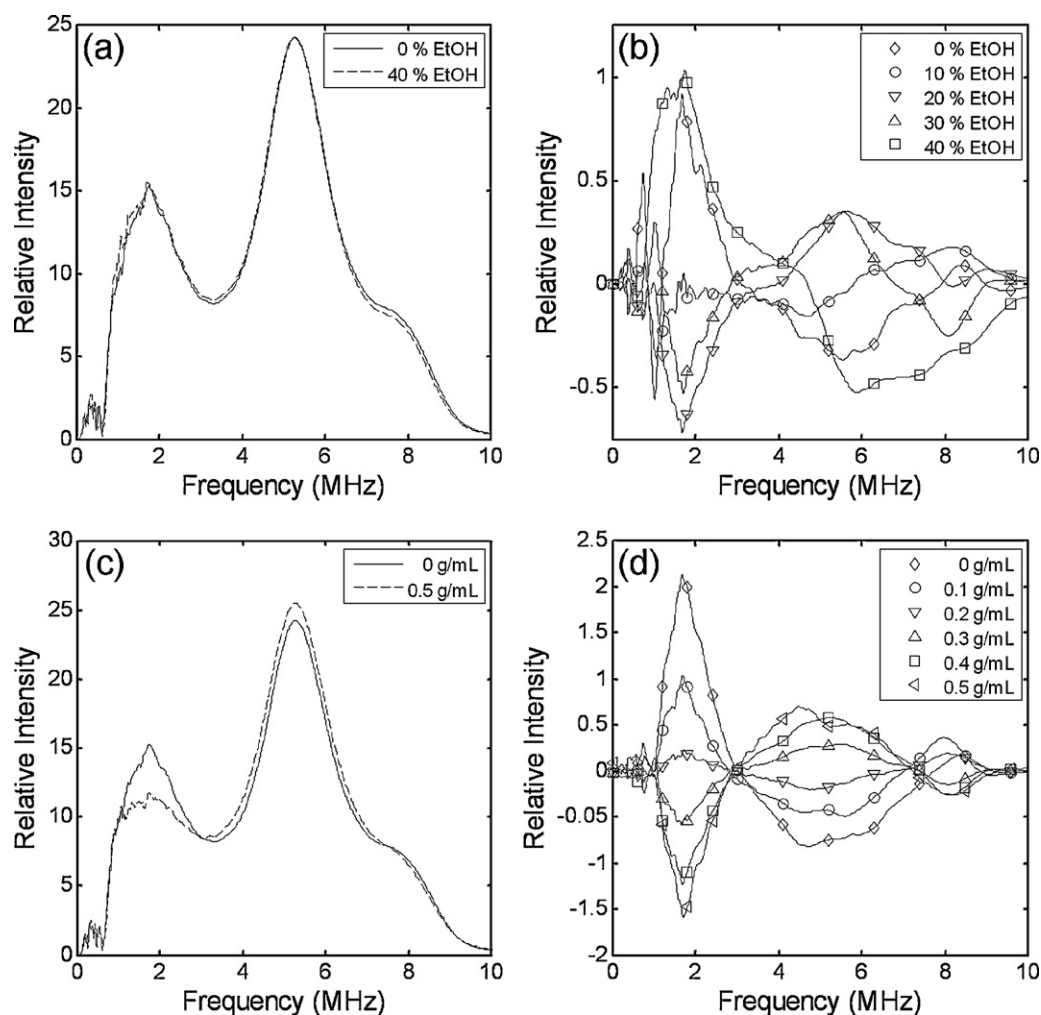 (a)
0 % EtOH
40 % EtOH
25
20
15
10
5
0
Relative Intensity
0 2 4 6 8 10
Frequency (MHz)
(b)
0 % EtOH
10 % EtOH
20 % EtOH
30 % EtOH
40 % EtOH
1
0.5
0
-0.5
Relative Intensity
0 2 4 6 8 10
Frequency (MHz)
(c)
0 g/mL
0.5 g/mL
30
25
20
15
10
5
0
Relative Intensity
0 2 4 6 8 10
Frequency (MHz)
(d)
0 g/mL
0.1 g/mL
0.2 g/mL
0.3 g/mL
0.4 g/mL
0.5 g/mL
2.5
2
1.5
1
0.5
0
-0.05
-1
-1.5
-2
Relative Intensity
0 2 4 6 8 10
Frequency (MHz)